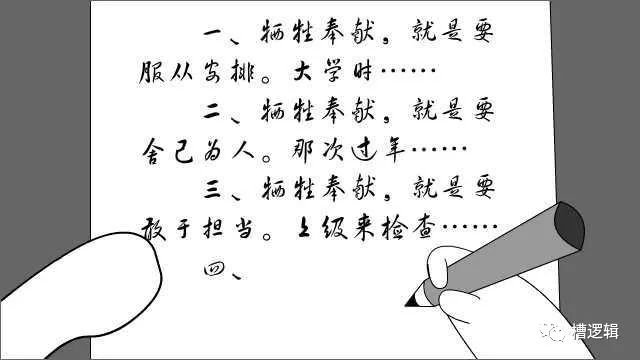 一、牺牲奉献，就是要
服从安排。大学时……
二、牺牲奉献，就是要
舍己为人。那次过年……
三、牺牲奉献，就是要
敢于担当。上级来检查……
四、
槽逻辑